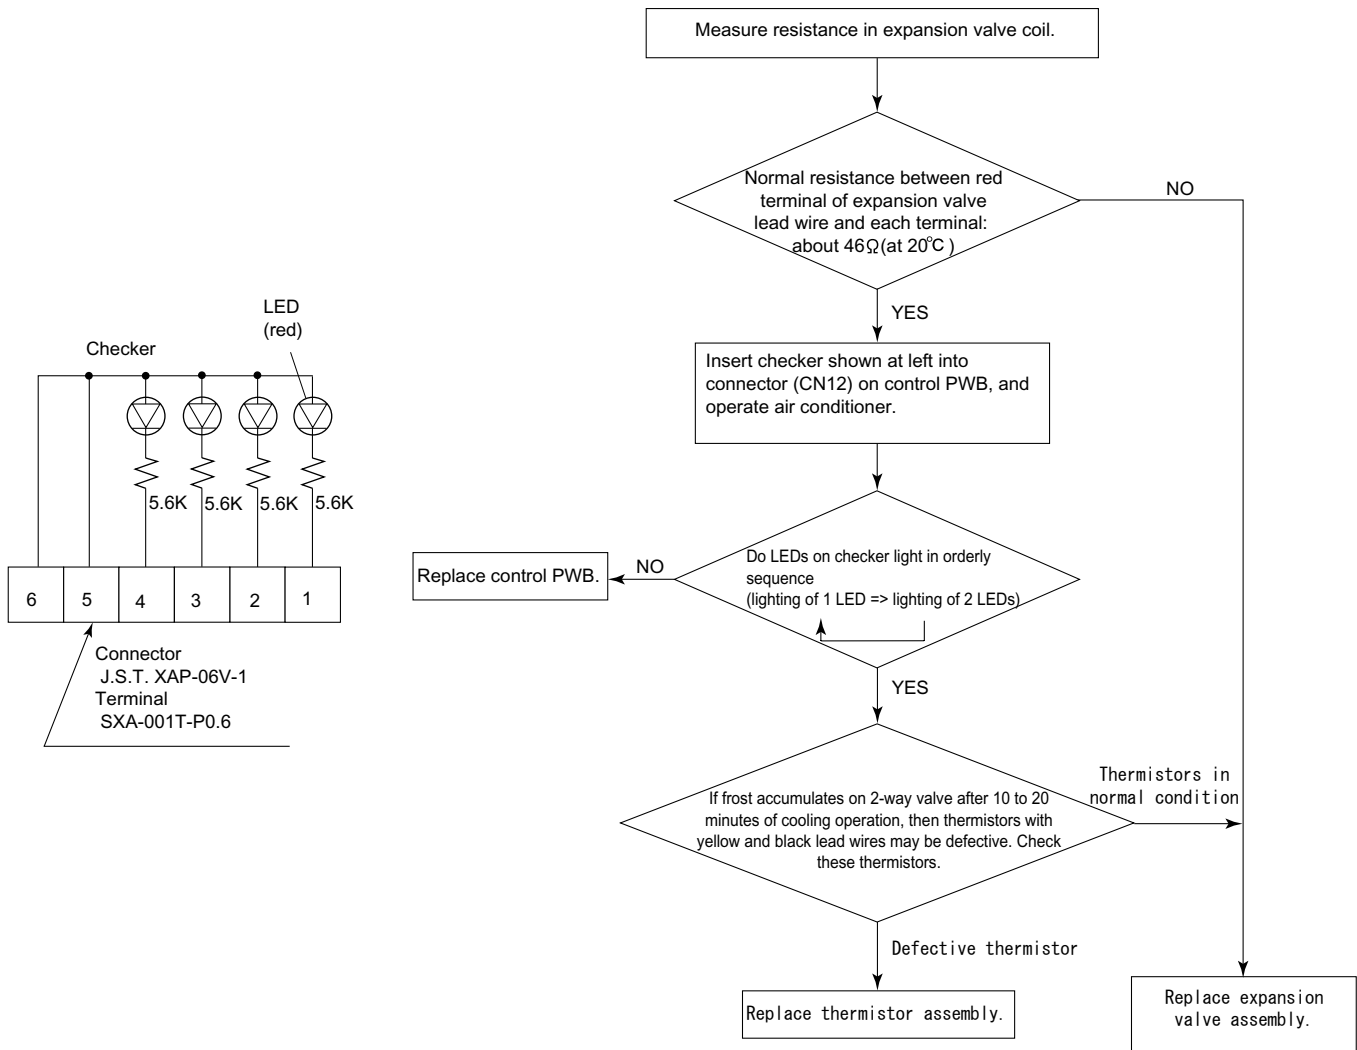 Measure resistance in expansion valve coil.
Normal resistance between red
terminal of expansion valve
lead wire and each terminal:
about 46Ω(at 20°C )
NO
YES
LED
(red)
Checker
5.6K
5.6K
5.6K
5.6K
6
5
4
3
2
1
Connector
J.S.T. XAP-06V-1
Terminal
SXA-001T-P0.6
Insert checker shown at left into
connector (CN12) on control PWB, and
operate air conditioner.
Do LEDs on checker light in orderly
sequence
(lighting of 1 LED => lighting of 2 LEDs)
NO
Replace control PWB.
YES
If frost accumulates on 2-way valve after 10 to 20
minutes of cooling operation, then thermistors with
yellow and black lead wires may be defective. Check
these thermistors.
Thermistors in
normal condition
Defective thermistor
Replace thermistor assembly.
Replace expansion
valve assembly.